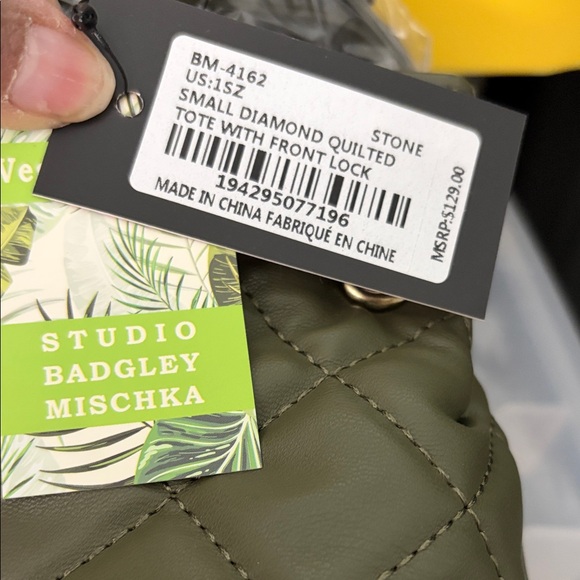 BM-4162
US:1SZ STONE
SMALL DIAMOND QUILTED
TOTE WITH FRONT LOCK
194295077196
MADE IN CHINA FABRIQUÉ EN CHINE
MSRP:$129.00
STUDIO
BADGLEY
MISCHKA